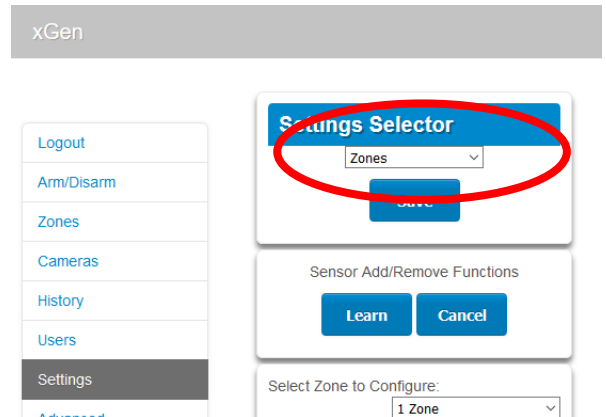 xGen
Logout
Arm/Disarm
Zones
Cameras
History
Users
Settings
Advanced
Settings Selector
Zones
Save
Sensor Add/Remove Functions
Learn Cancel
Select Zone to Configure:
1 Zone